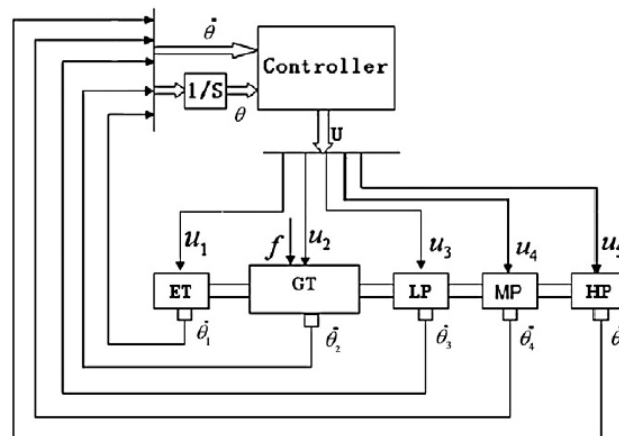 θ̇
Controller
1/S
θ
U
u₁
f
u₂
u₃
u₄
ET
GT
LP
MP
HP
θ̇₁
θ̇₂
θ̇₃
θ̇₄